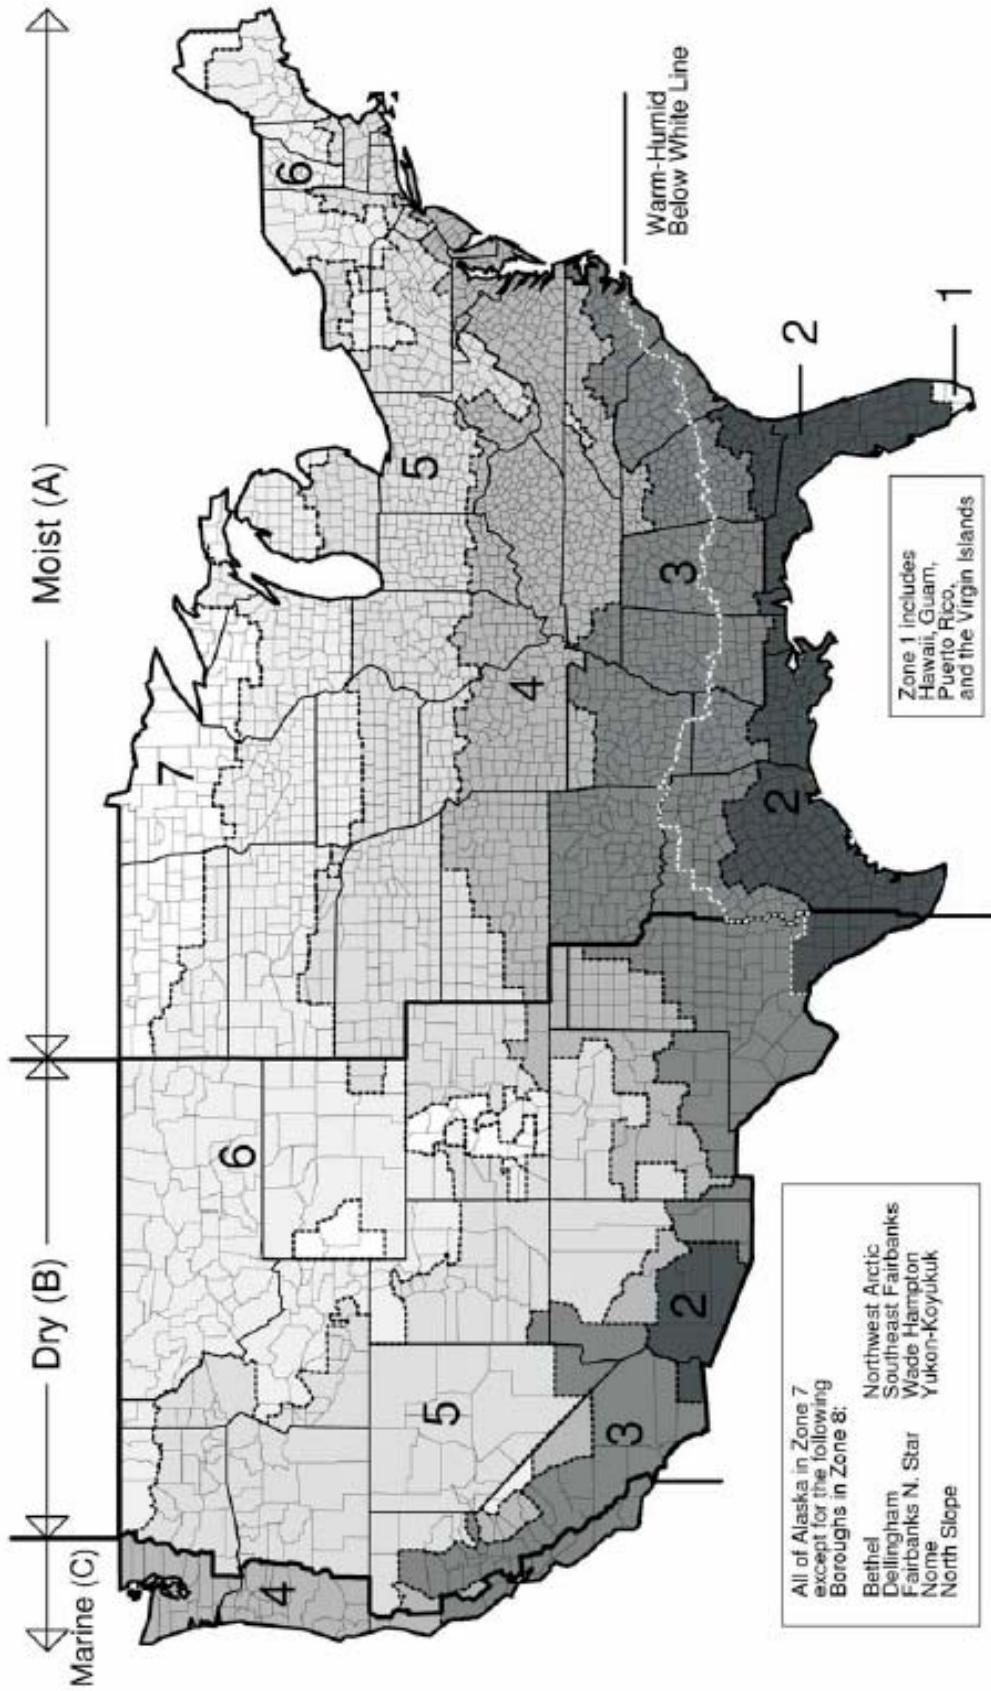 Marine (C)
Dry (B)
Moist (A)
7
6
6
5
5
4
4
3
3
2
2
2
1
Warm-Humid
Below White Line
All of Alaska in Zone 7
except for the following
Boroughs in Zone 8:
Bethel Northwest Arctic
Dellingham Southeast Fairbanks
Fairbanks N. Star Wade Hampton
Nome Yukon-Koyukuk
North Slope
Zone 1 includes
Hawaii, Guam,
Puerto Rico,
and the Virgin Islands